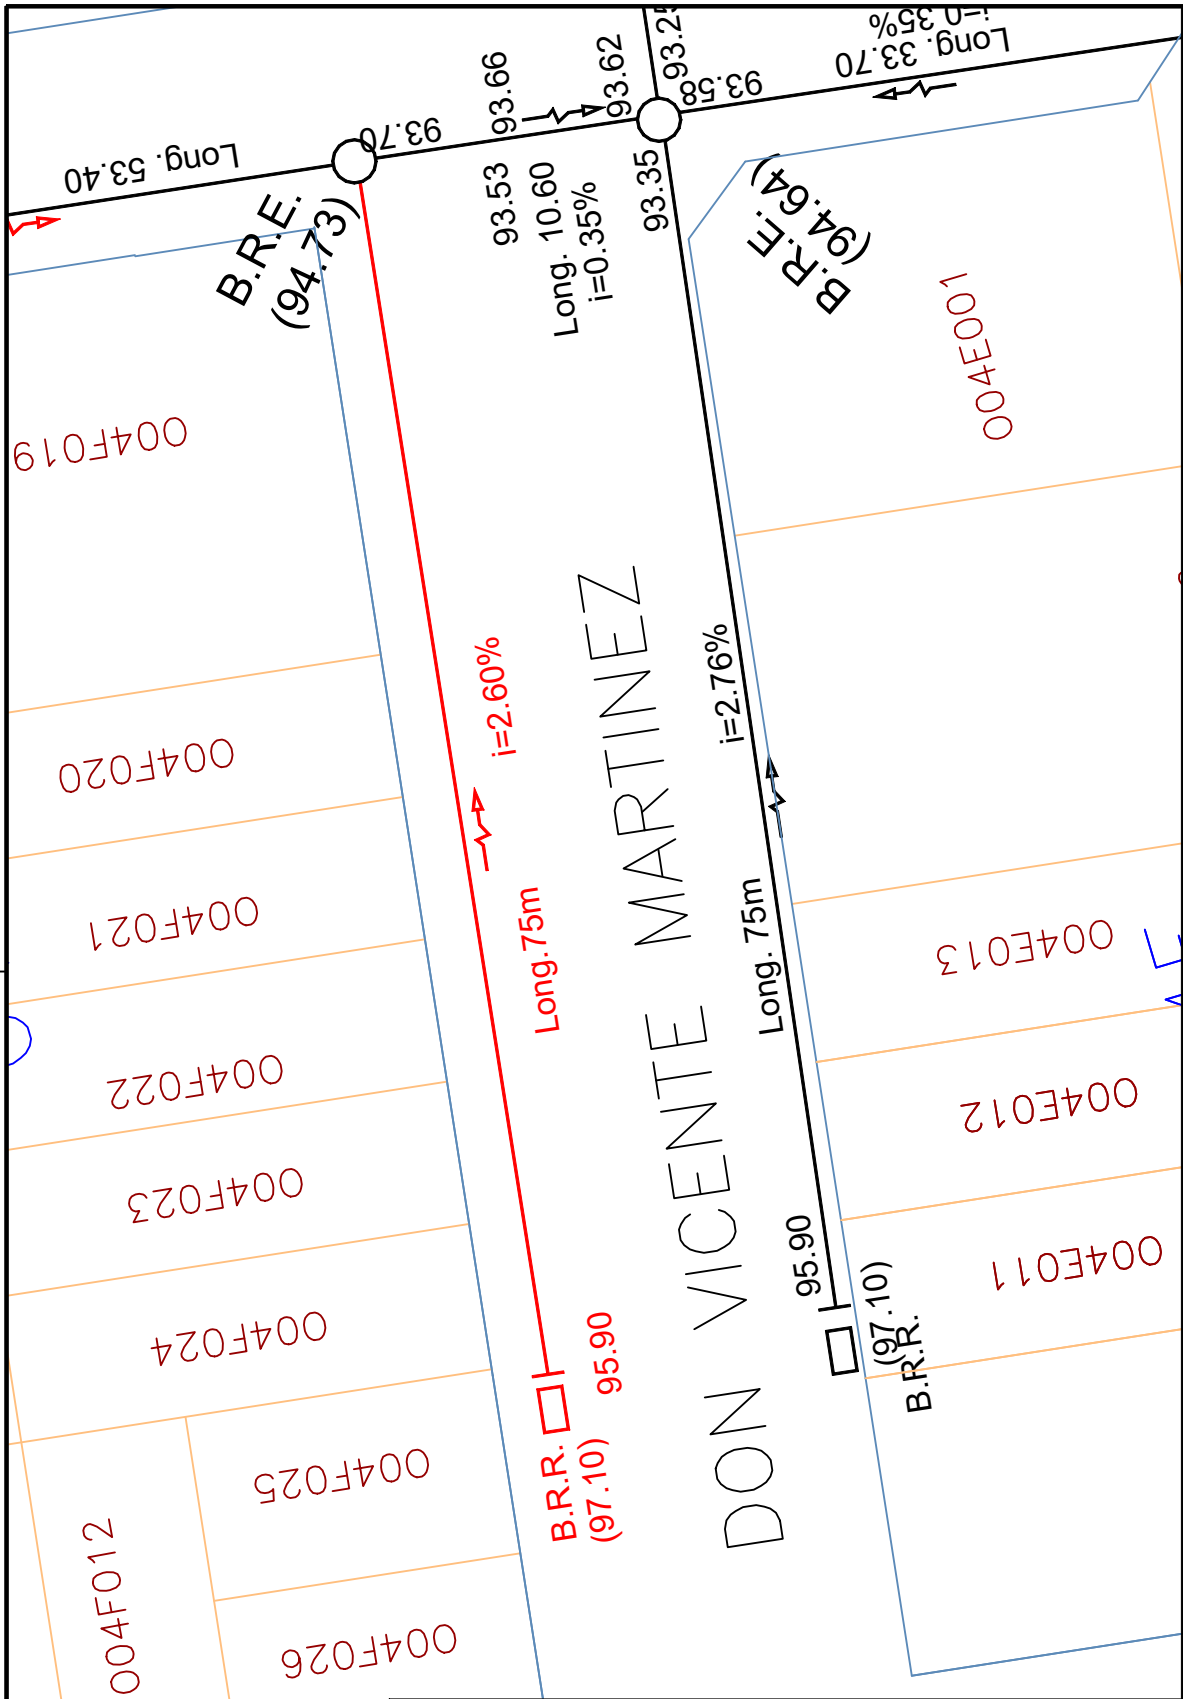 i=0.35%
Long. 33.70
93.25
93.62
93.66
93.58
93.70
Long. 53.40
93.53
93.35
Long. 10.60
i=0.35%
B.R.E.
(94.73)
B.R.E.
(94.64)
004E001
004F019
i=2.60%
i=2.76%
004F020
Long.75m
Long. 75m
004F021
004E013
004F022
004E012
004F023
004E011
004F024
95.90
95.90
(97.10)
B.R.R.
B.R.R.
(97.10)
DON VICENTE MARTINEZ
004F025
004F012
004F026